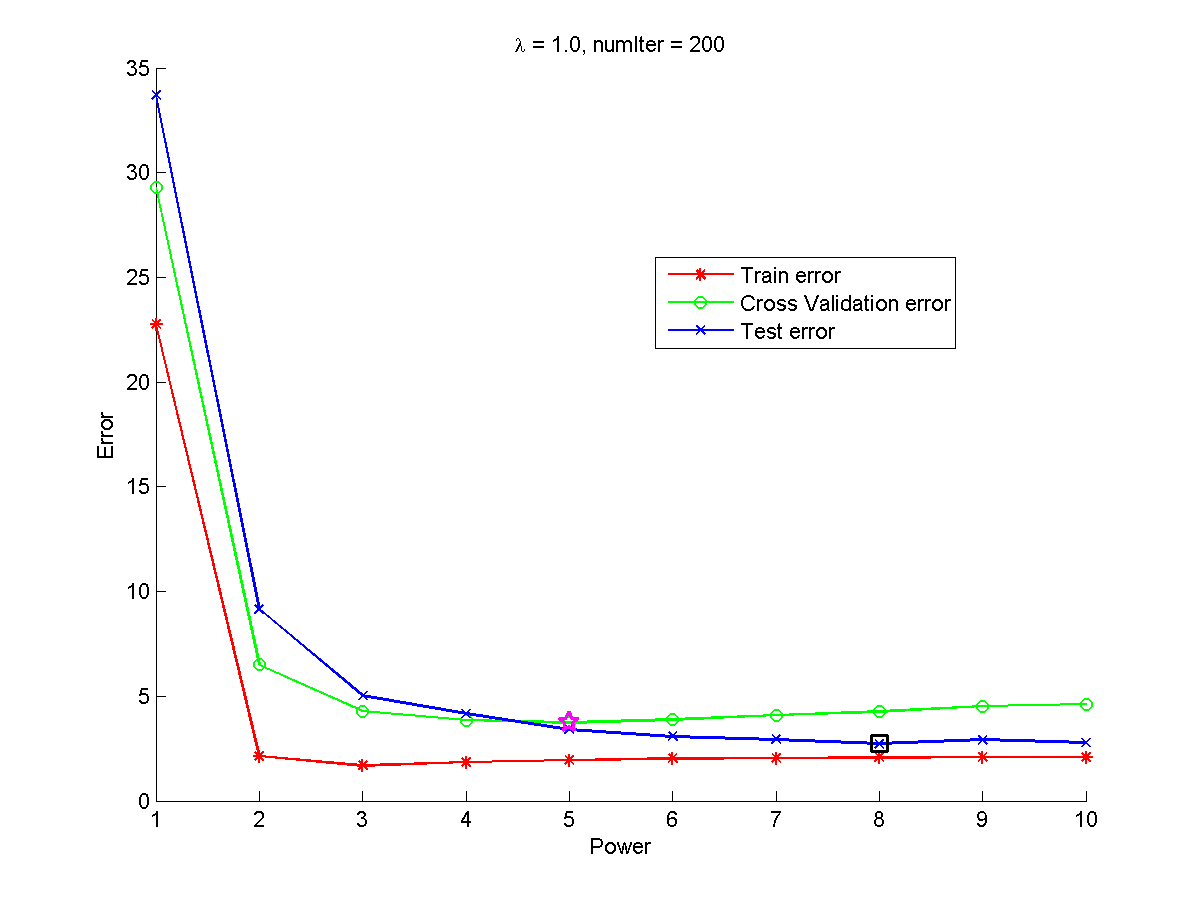 λ = 1.0, numIter = 200
35
30
25
20
15
10
5
0
Error
Train error
Cross Validation error
Test error
1 2 3 4 5 6 7 8 9 10
Power